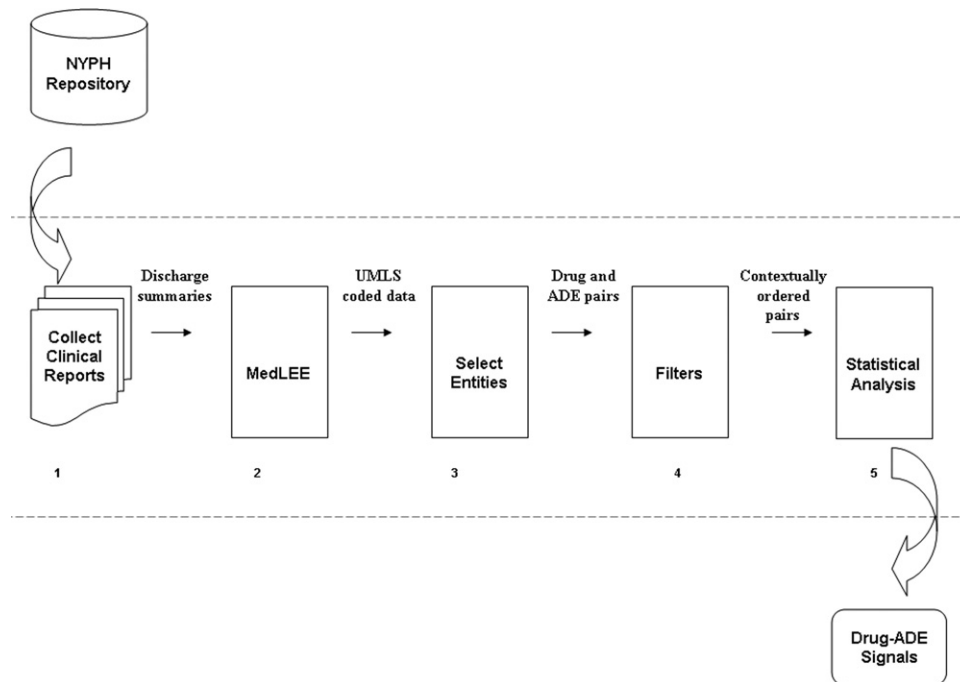 NYPH
Repository
Discharge
summaries
UMLS
coded data
Drug and
ADE pairs
Contextually
ordered
pairs
Collect
Clinical
Reports
MedLEE
Select
Entities
Filters
Statistical
Analysis
1
2
3
4
5
Drug-ADE
Signals